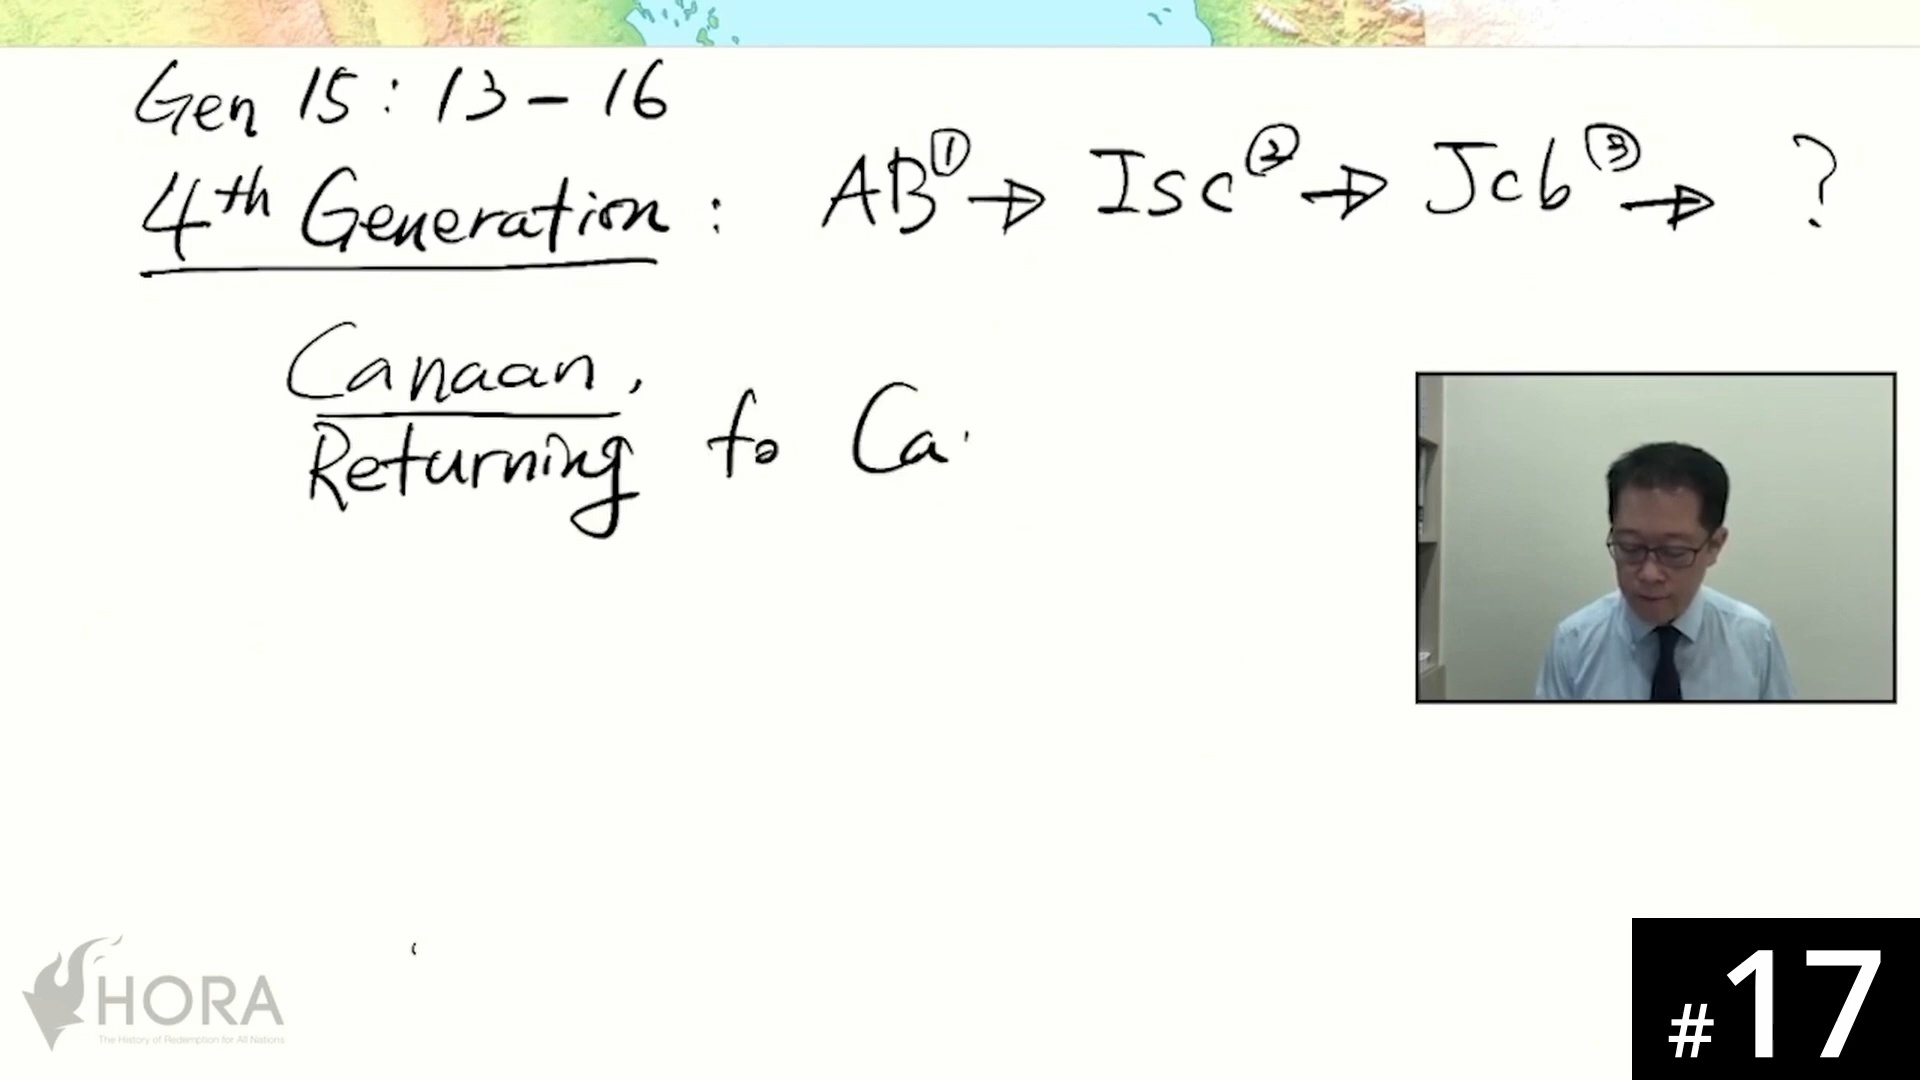 Gen 15:13-16
4th Generation: AB① → Isc② → Jcb③ → ?
Canaan,
Returning to Ca.
HORA
The History of Redemption for All Nations
#17